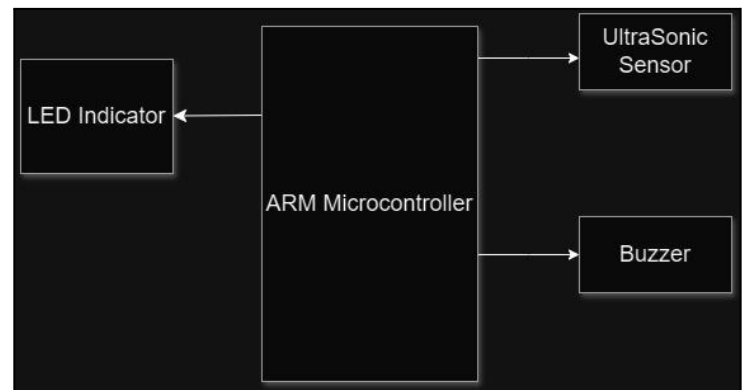 UltraSonic
Sensor
LED Indicator
ARM Microcontroller
Buzzer